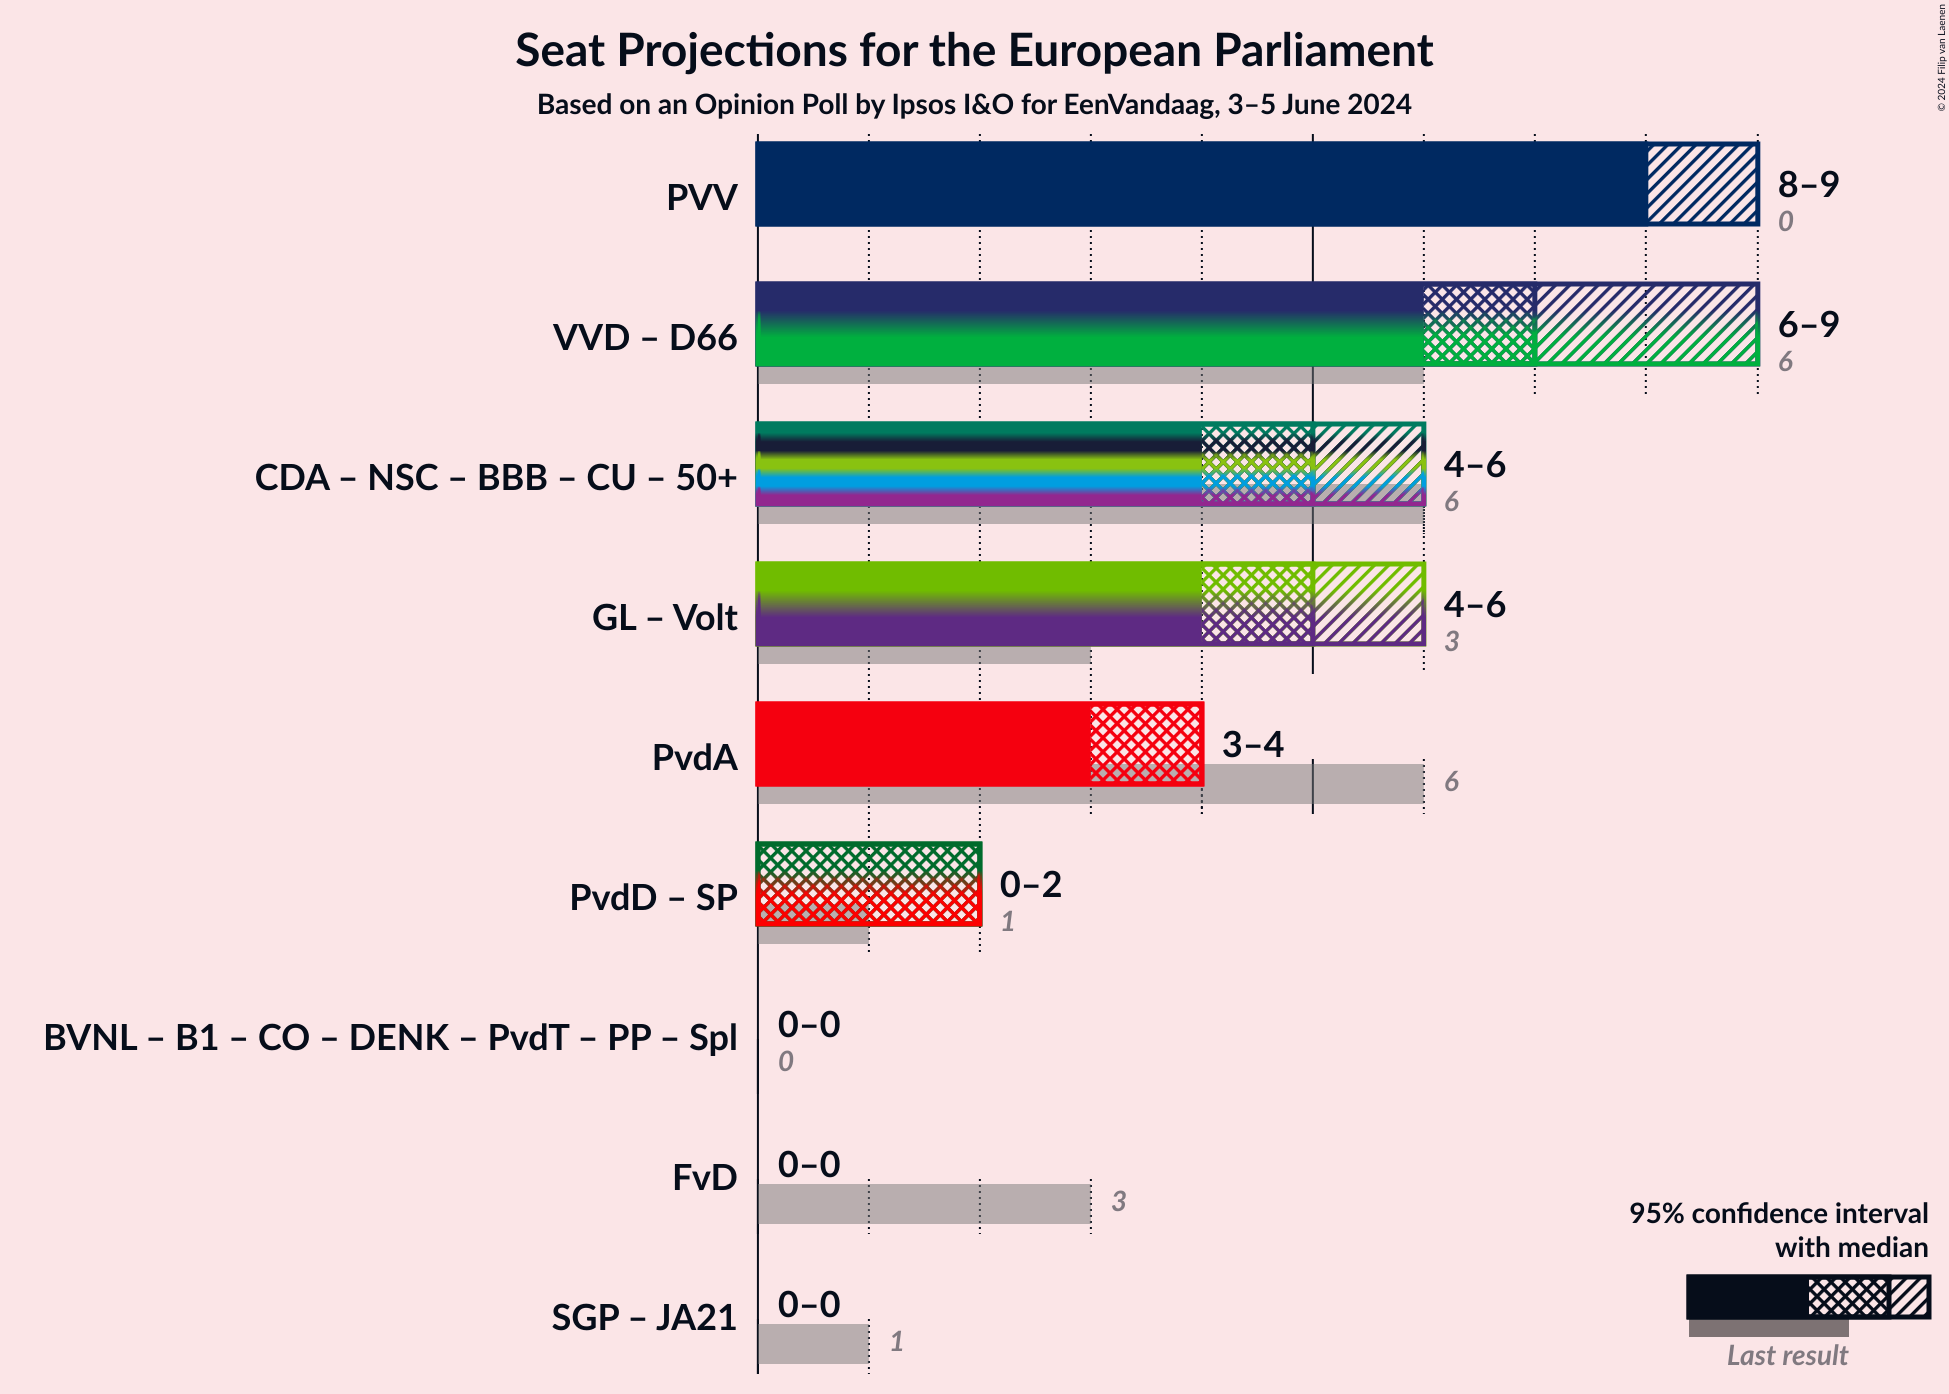 Seat Projections for the European Parliament
Based on an Opinion Poll by Ipsos I&O for EenVandaag, 3–5 June 2024
© 2024 Filip van Laenen
PVV
8–9
0
VVD – D66
6–9
6
CDA – NSC – BBB – CU – 50+
4–6
6
GL – Volt
4–6
3
PvdA
3–4
6
PvdD – SP
0–2
1
BVNL – B1 – CO – DENK – PvdT – PP – Spl
0–0
0
FvD
0–0
3
SGP – JA21
0–0
1
95% confidence interval
with median
Last result